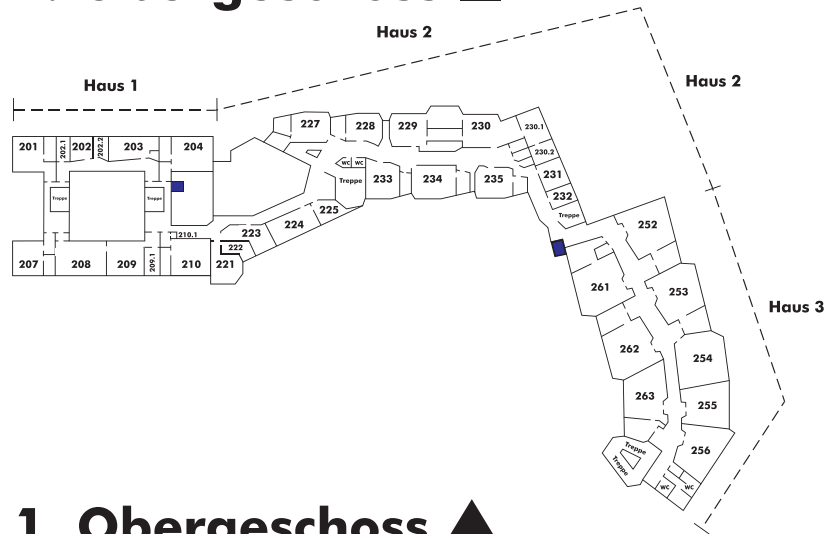 Haus 2
Haus 2
Haus 1
227
228
229
230
230.1
201
202.1
202
202.2
203
204
230.2
WC
WC
231
Treppe
233
234
235
232
Treppe
Treppe
Treppe
225
252
224
223
210.1
222
207
208
209
209.1
210
221
261
253
Haus 3
262
254
263
255
256
Treppe
Treppe
WC
WC
1. Obergeschoss